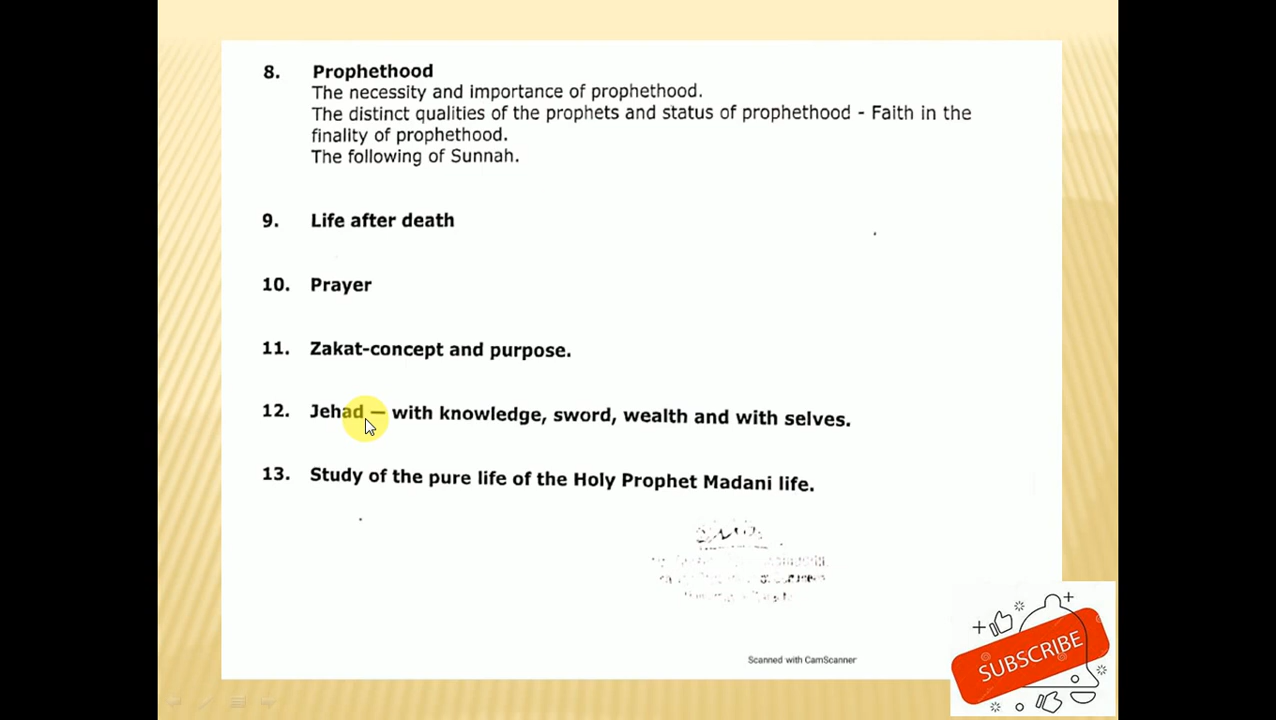 8. Prophethood
The necessity and importance of prophethood.
The distinct qualities of the prophets and status of prophethood - Faith in the
finality of prophethood.
The following of Sunnah.
9. Life after death
10. Prayer
11. Zakat-concept and purpose.
12. Jehad — with knowledge, sword, wealth and with selves.
13. Study of the pure life of the Holy Prophet Madani life.
Scanned with CamScanner
SUBSCRIBE